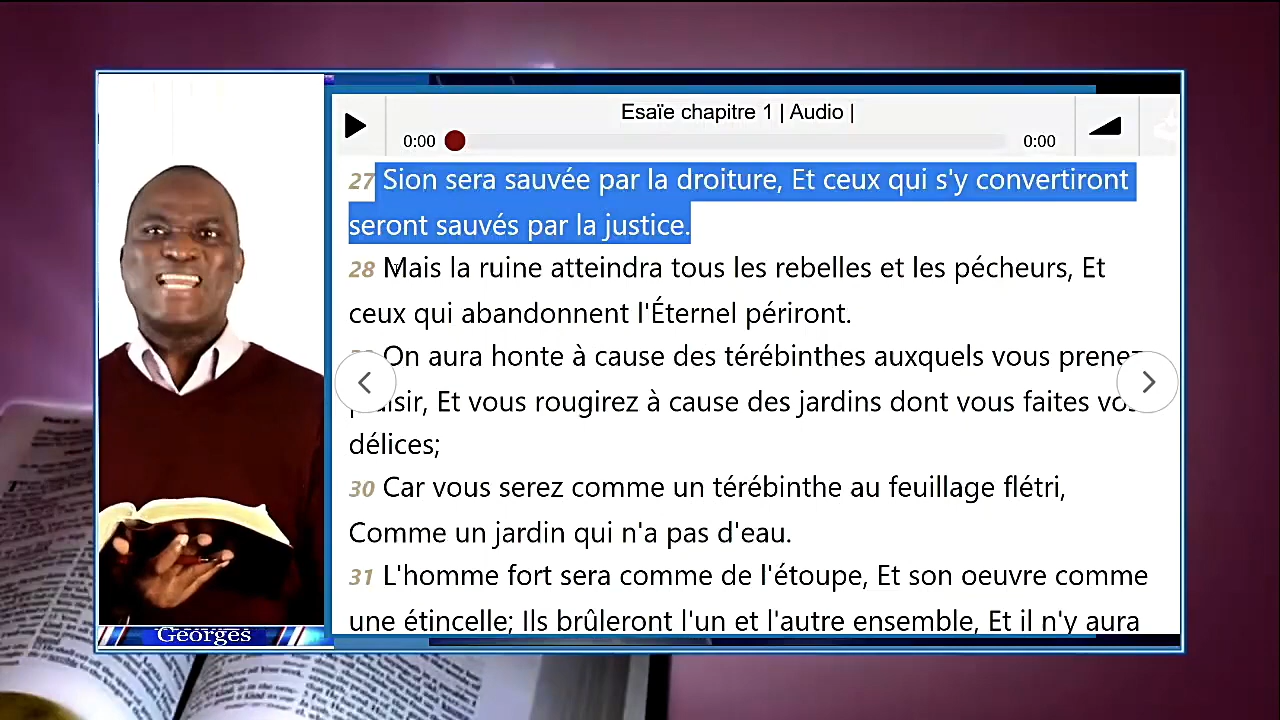 Esaïe chapitre 1 | Audio |
0:00 0:00
27 Sion sera sauvée par la droiture, Et ceux qui s'y convertiront
seront sauvés par la justice.
28 Mais la ruine atteindra tous les rebelles et les pécheurs, Et
ceux qui abandonnent l'Éternel périront.
On aura honte à cause des térébinthes auxquels vous prenez
Et vous rougirez à cause des jardins dont vous faites
délices;
30 Car vous serez comme un térébinthe au feuillage flétri,
Comme un jardin qui n'a pas d'eau.
31 L'homme fort sera comme de l'étoupe, Et son oeuvre comme
une étincelle; Ils brûleront l'un et l'autre ensemble, Et il n'y aura
Georges